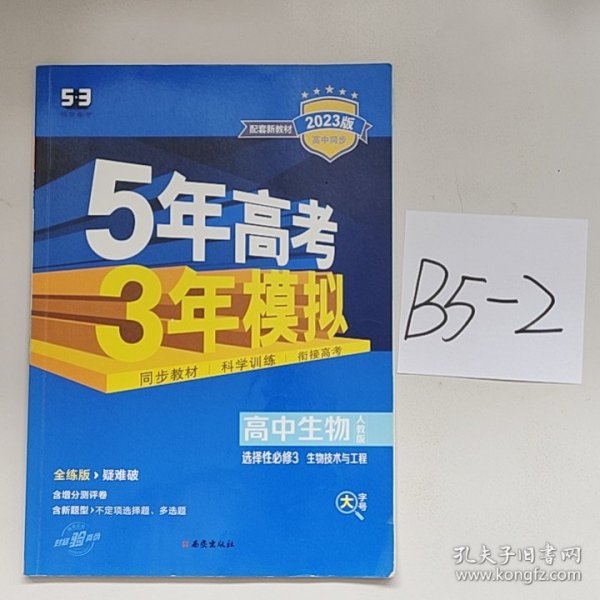 5·3
配套新教材
2023版
高中同步
5年高考
3年模拟
同步教材 | 科学训练 | 衔接高考
高中生物
人教版
选择性必修3 生物技术与工程
全练版 › 疑难破
含增分测评卷
含新题型 › 不定项选择题、多选题
大字号
封底验真伪
西安出版社
B5-2
孔夫子旧书网
www.kongfz.com